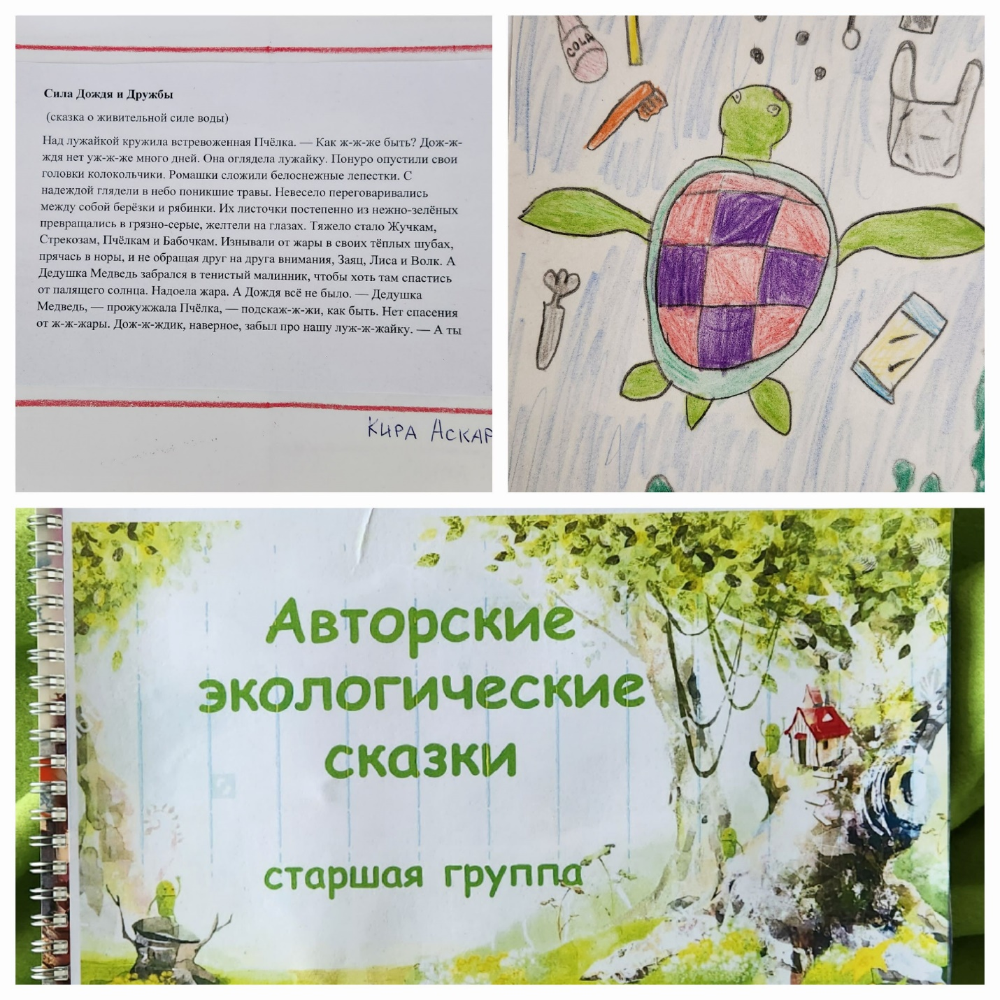 Сила Дождя и Дружбы
(сказка о живительной силе воды)
Над лужайкой кружила встревоженная Пчёлка. — Как ж-ж-же быть? Дож-ж-
ждя нет уж-ж-же много дней. Она оглядела лужайку. Понуро опустили свои
головки колокольчики. Ромашки сложили белоснежные лепестки. С
надеждой глядели в небо поникшие травы. Невесело переговаривались
между собой берёзки и рябинки. Их листочки постепенно из нежно-зелёных
превращались в грязно-серые, желтели на глазах. Тяжело стало Жучкам,
Стрекозам, Пчёлкам и Бабочкам. Изнывали от жары в своих тёплых шубах,
прячась в норы, и не обращая друг на друга внимания, Заяц, Лиса и Волк. А
Дедушка Медведь забрался в тенистый малинник, чтобы хоть там спастись
от палящего солнца. Надоела жара. А Дождя всё не было. — Дедушка
Медведь, — прожужжала Пчёлка, — подскаж-ж-жи, как быть. Нет спасения
от ж-ж-жары. Дож-ж-ждик, наверное, забыл про нашу луж-ж-жайку. — А ты
Кира Аскар
COLA
Авторские
экологические
сказки
старшая группа